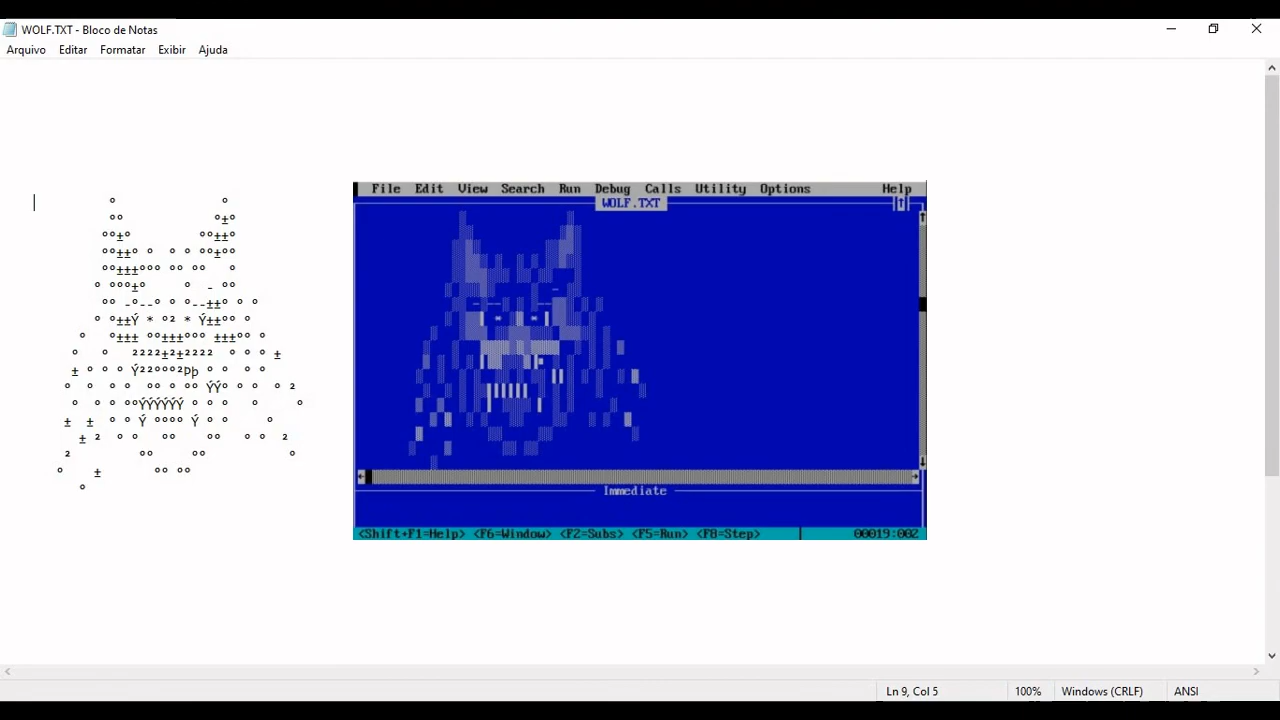 WOLF.TXT - Bloco de Notas
Arquivo Editar Formatar Exibir Ajuda
File Edit View Search Run Debug Calls Utility Options Help
WOLF.TXT
Immediate
<Shift+F1=Help> <F6=Window> <F2=Subs> <F5=Run> <F8=Step> 00019:002
Ln 9, Col 5 100% Windows (CRLF) ANSI